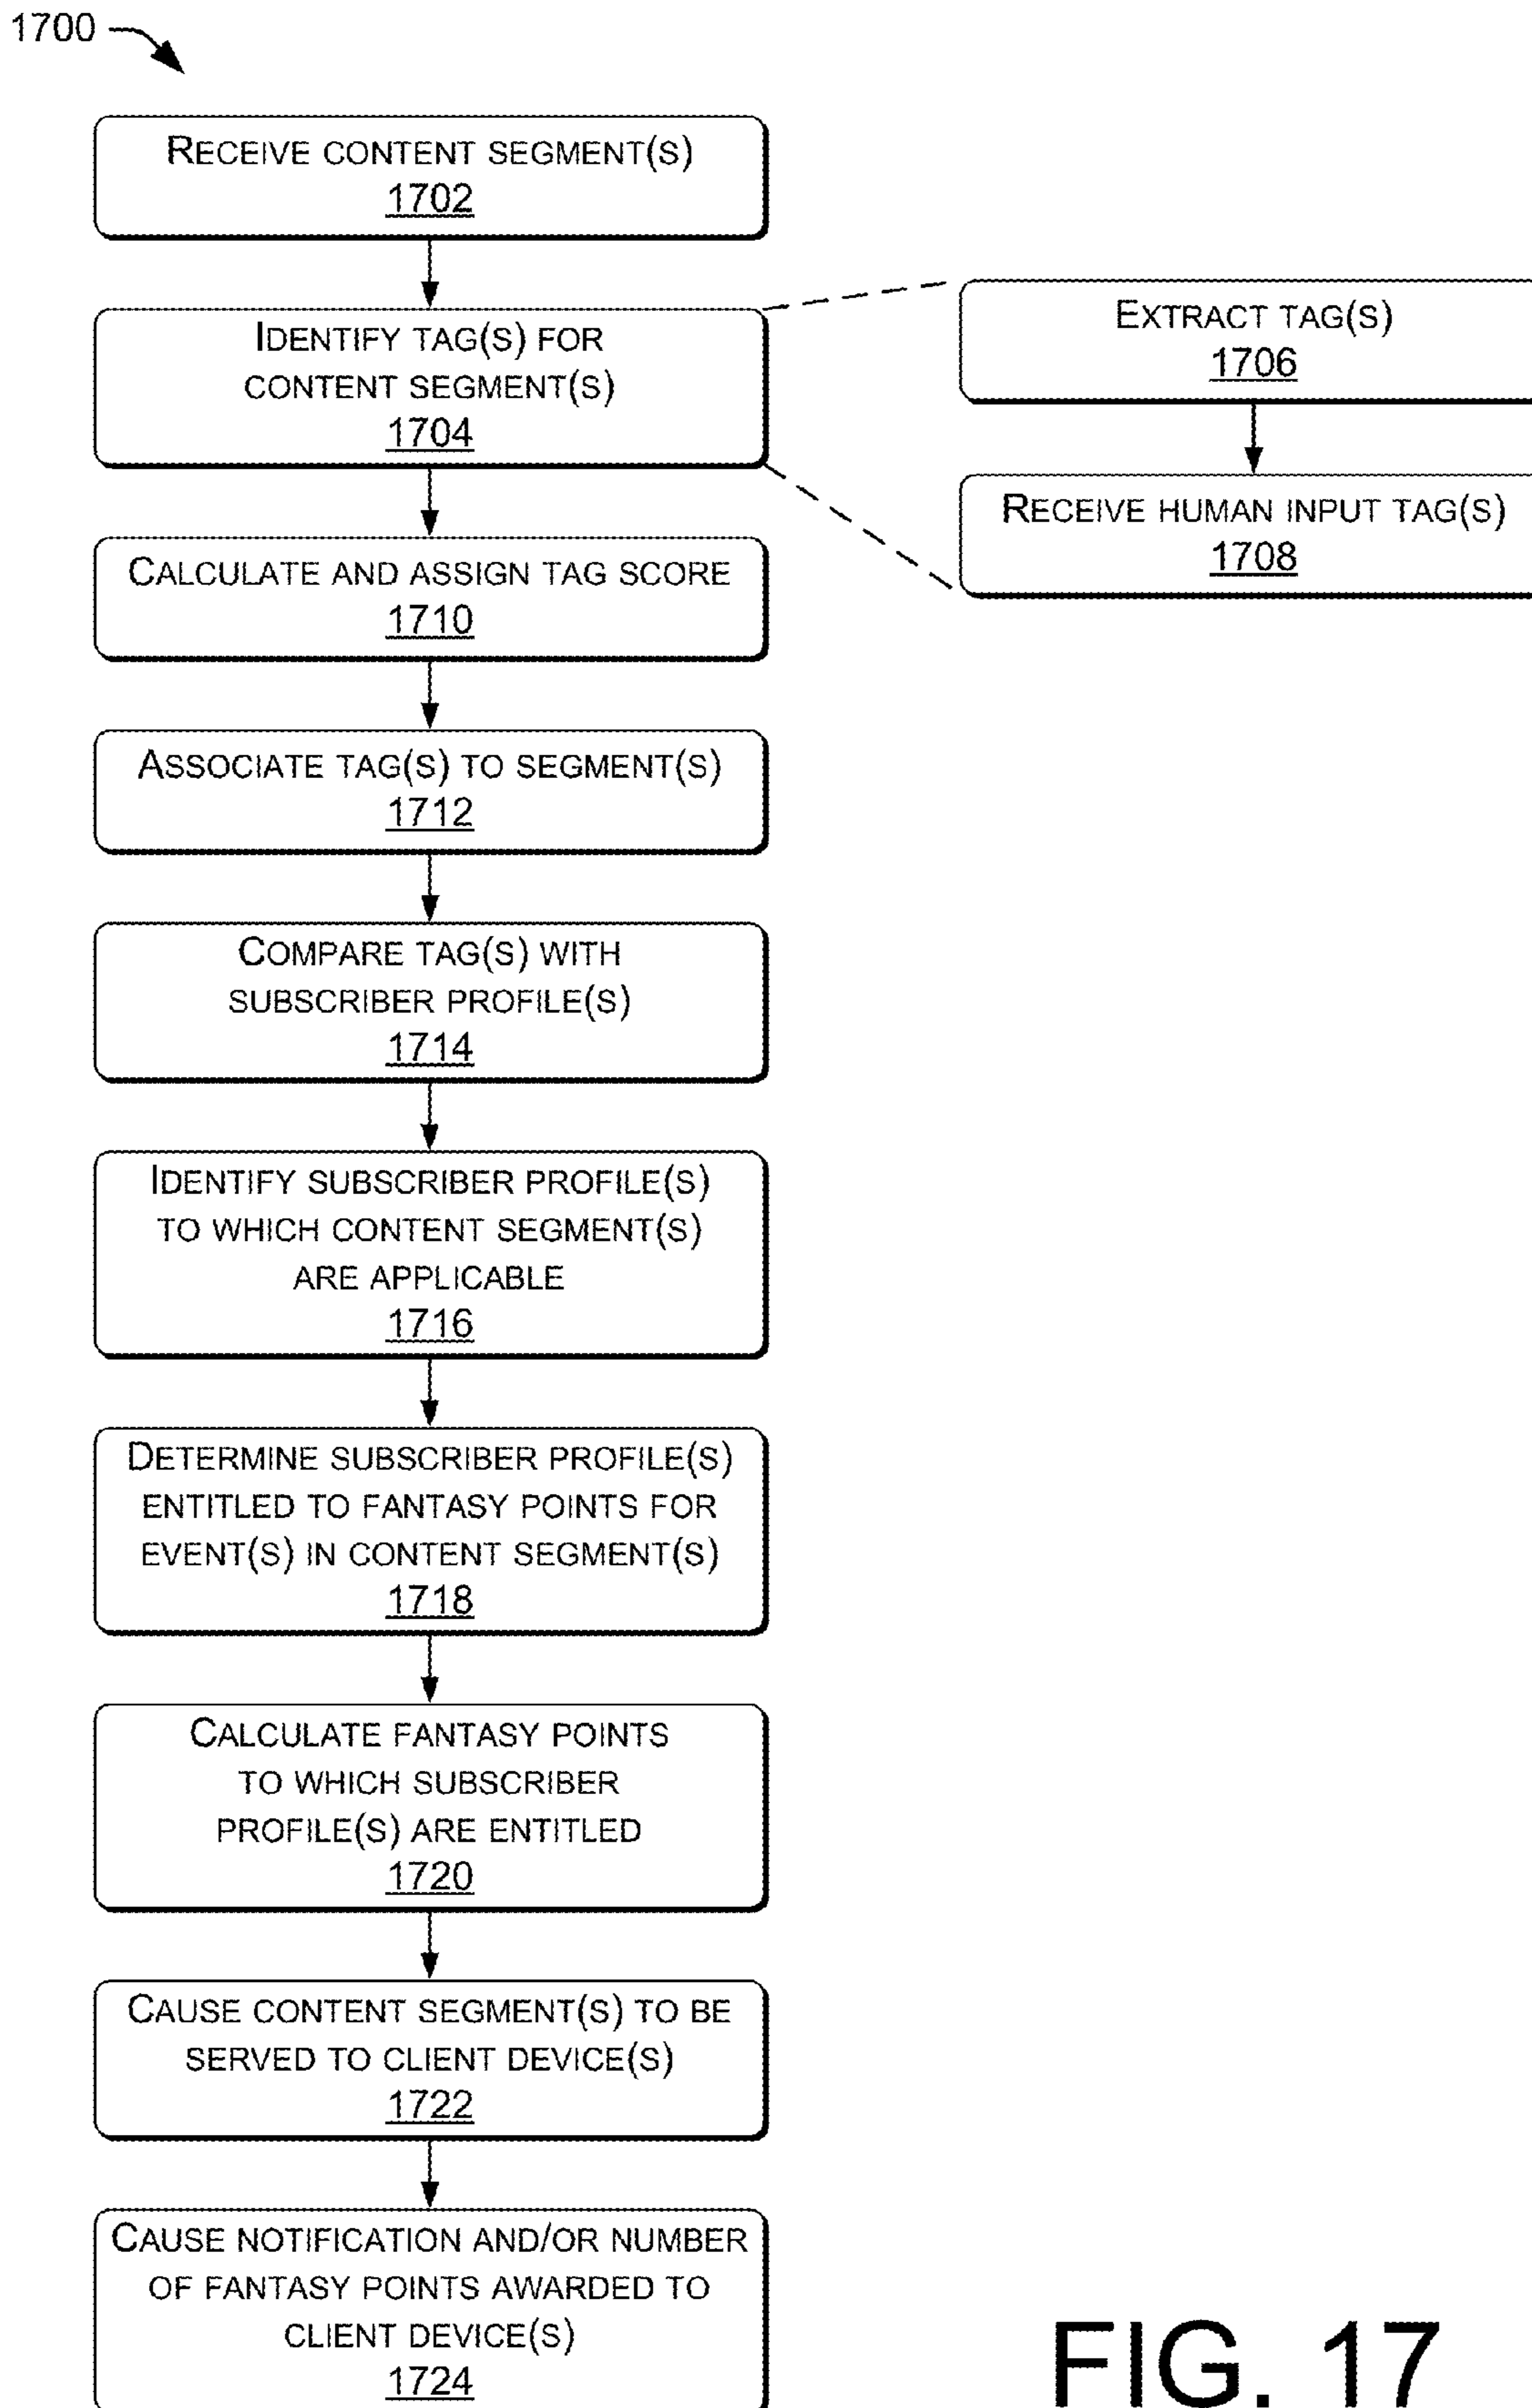 1700
RECEIVE CONTENT SEGMENT(S)
1702
IDENTIFY TAG(S) FOR
CONTENT SEGMENT(S)
1704
EXTRACT TAG(S)
1706
RECEIVE HUMAN INPUT TAG(S)
1708
CALCULATE AND ASSIGN TAG SCORE
1710
ASSOCIATE TAG(S) TO SEGMENT(S)
1712
COMPARE TAG(S) WITH
SUBSCRIBER PROFILE(S)
1714
IDENTIFY SUBSCRIBER PROFILE(S)
TO WHICH CONTENT SEGMENT(S)
ARE APPLICABLE
1716
DETERMINE SUBSCRIBER PROFILE(S)
ENTITLED TO FANTASY POINTS FOR
EVENT(S) IN CONTENT SEGMENT(S)
1718
CALCULATE FANTASY POINTS
TO WHICH SUBSCRIBER
PROFILE(S) ARE ENTITLED
1720
CAUSE CONTENT SEGMENT(S) TO BE
SERVED TO CLIENT DEVICE(S)
1722
CAUSE NOTIFICATION AND/OR NUMBER
OF FANTASY POINTS AWARDED TO
CLIENT DEVICE(S)
1724
FIG. 17